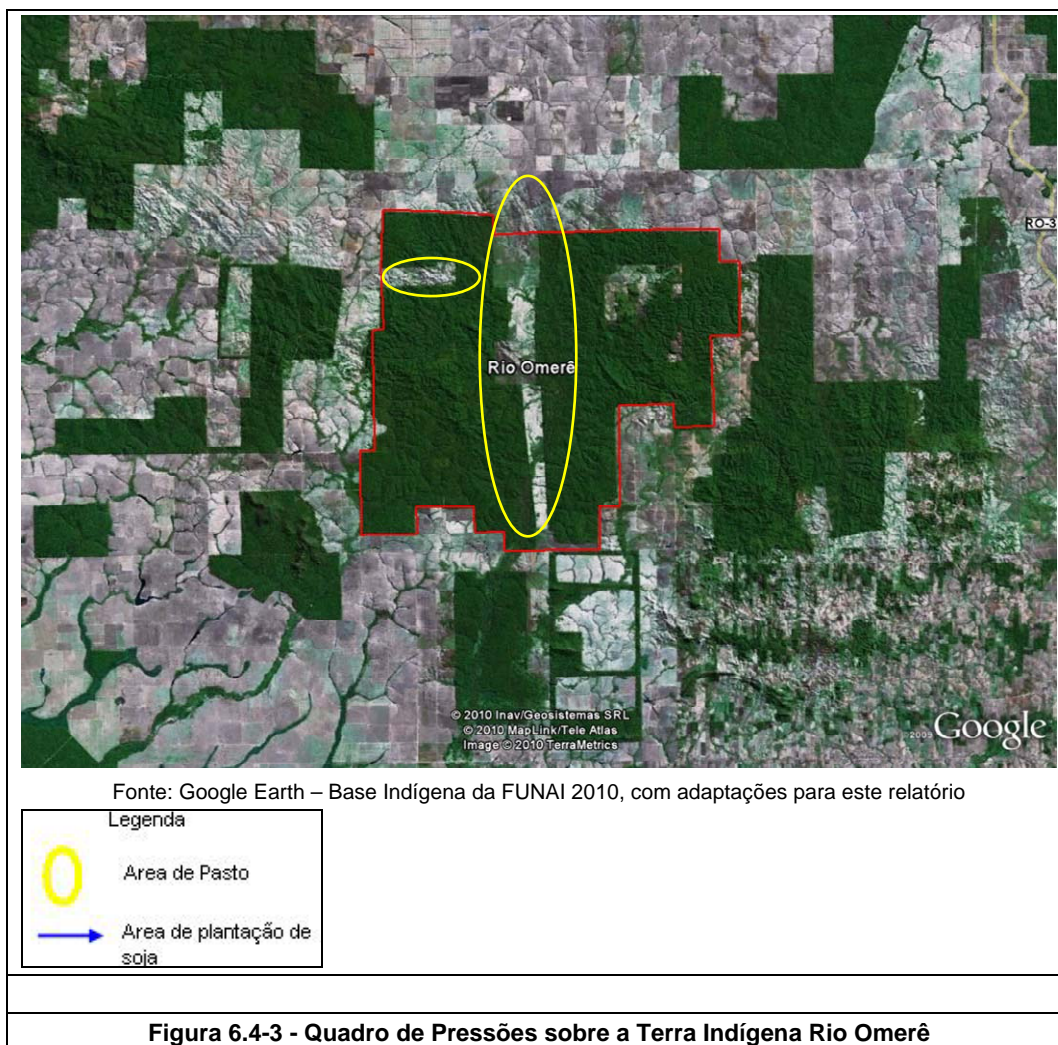 RO-3
Rio Omerê
© 2010 Inav/Geosistemas SRL
© 2010 MapLink/Tele Atlas
Image © 2010 TerraMetrics
©2009 Google
Fonte: Google Earth – Base Indígena da FUNAI 2010, com adaptações para este relatório
Legenda
Area de Pasto
Area de plantação de
soja
Figura 6.4-3 - Quadro de Pressões sobre a Terra Indígena Rio Omerê